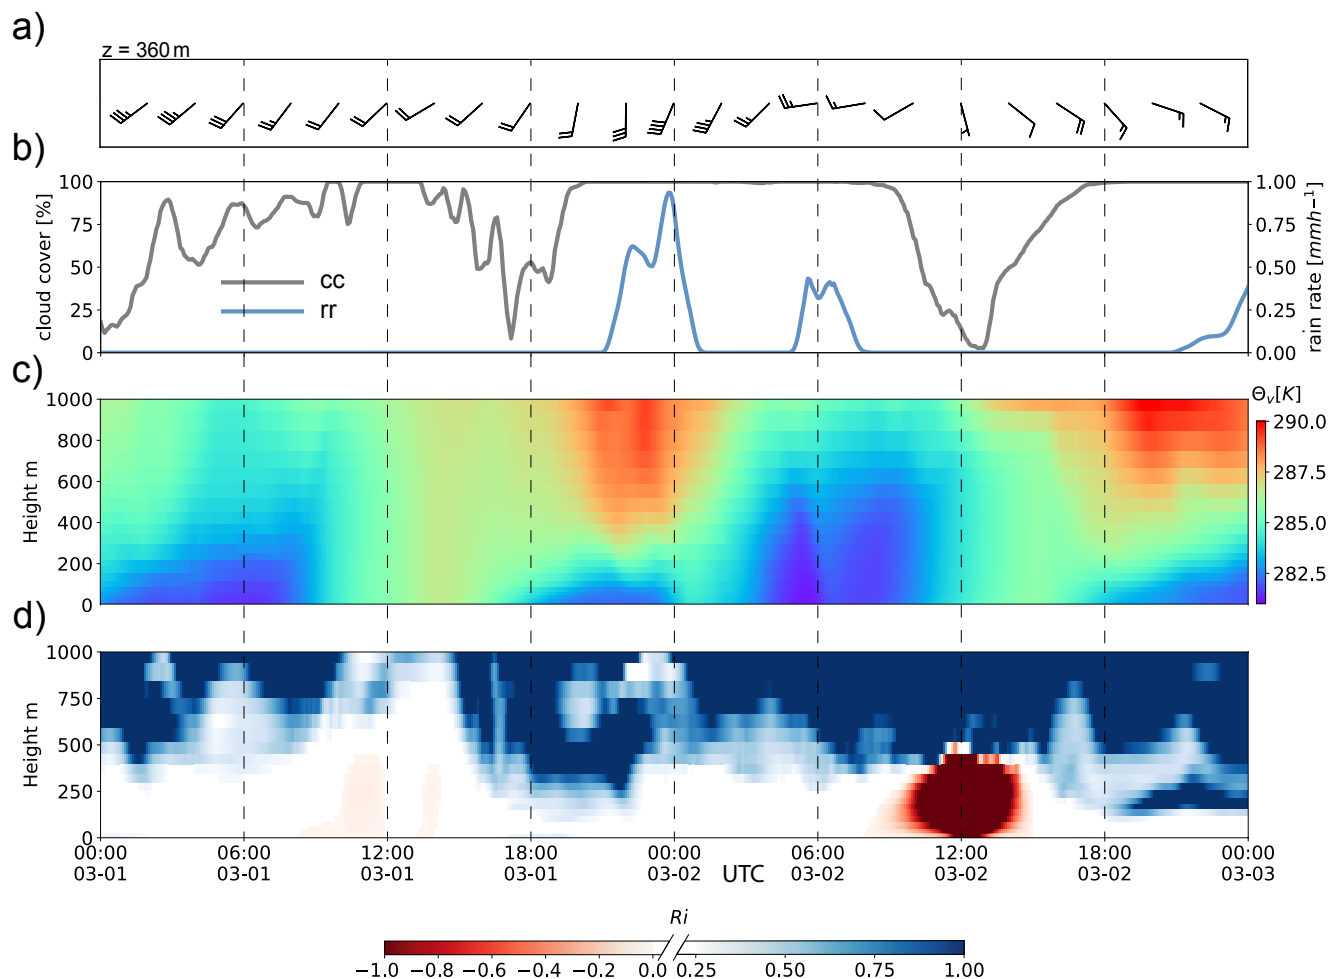 a)
z = 360 m
b)
100
75
50
25
0
cloud cover [%]
cc
rr
1.00
0.75
0.50
0.25
0.00
rain rate [mmh−1]
c)
1000
800
600
400
200
0
Height m
Θv[K]
290.0
287.5
285.0
282.5
d)
1000
750
500
250
0
Height m
00:00 06:00 12:00 18:00 00:00 06:00 12:00 18:00 00:00
03-01 03-01 03-01 03-01 03-02 UTC 03-02 03-02 03-02 03-03
Ri
−1.0 −0.8 −0.6 −0.4 −0.2 0.0 0.25 0.50 0.75 1.00